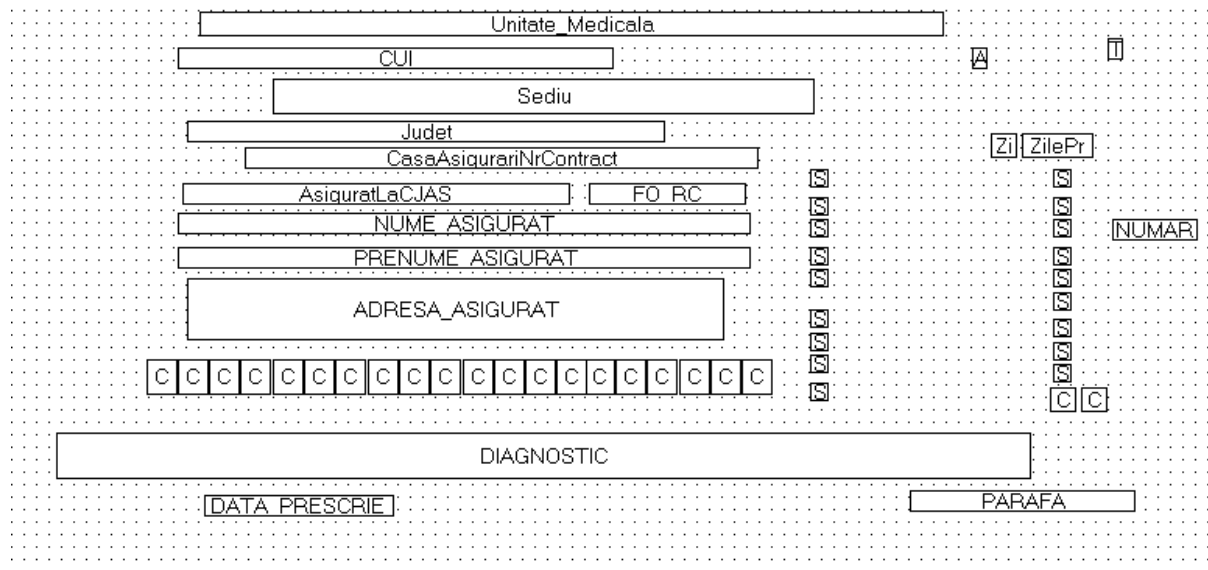 Unitate_Medicala
CUI A T
Sediu
Judet
Zi ZilePr
CasaAsigurariNrContract
S S
AsiguratLaCJAS FO_RC
S S
NUME_ASIGURAT S S NUMAR
PRENUME_ASIGURAT S S
S S
ADRESA_ASIGURAT S
S S
S S
S S
C C C C C C C C C C C C C C C C C C C C
S C C
DIAGNOSTIC
DATA_PRESCRIE PARAFA